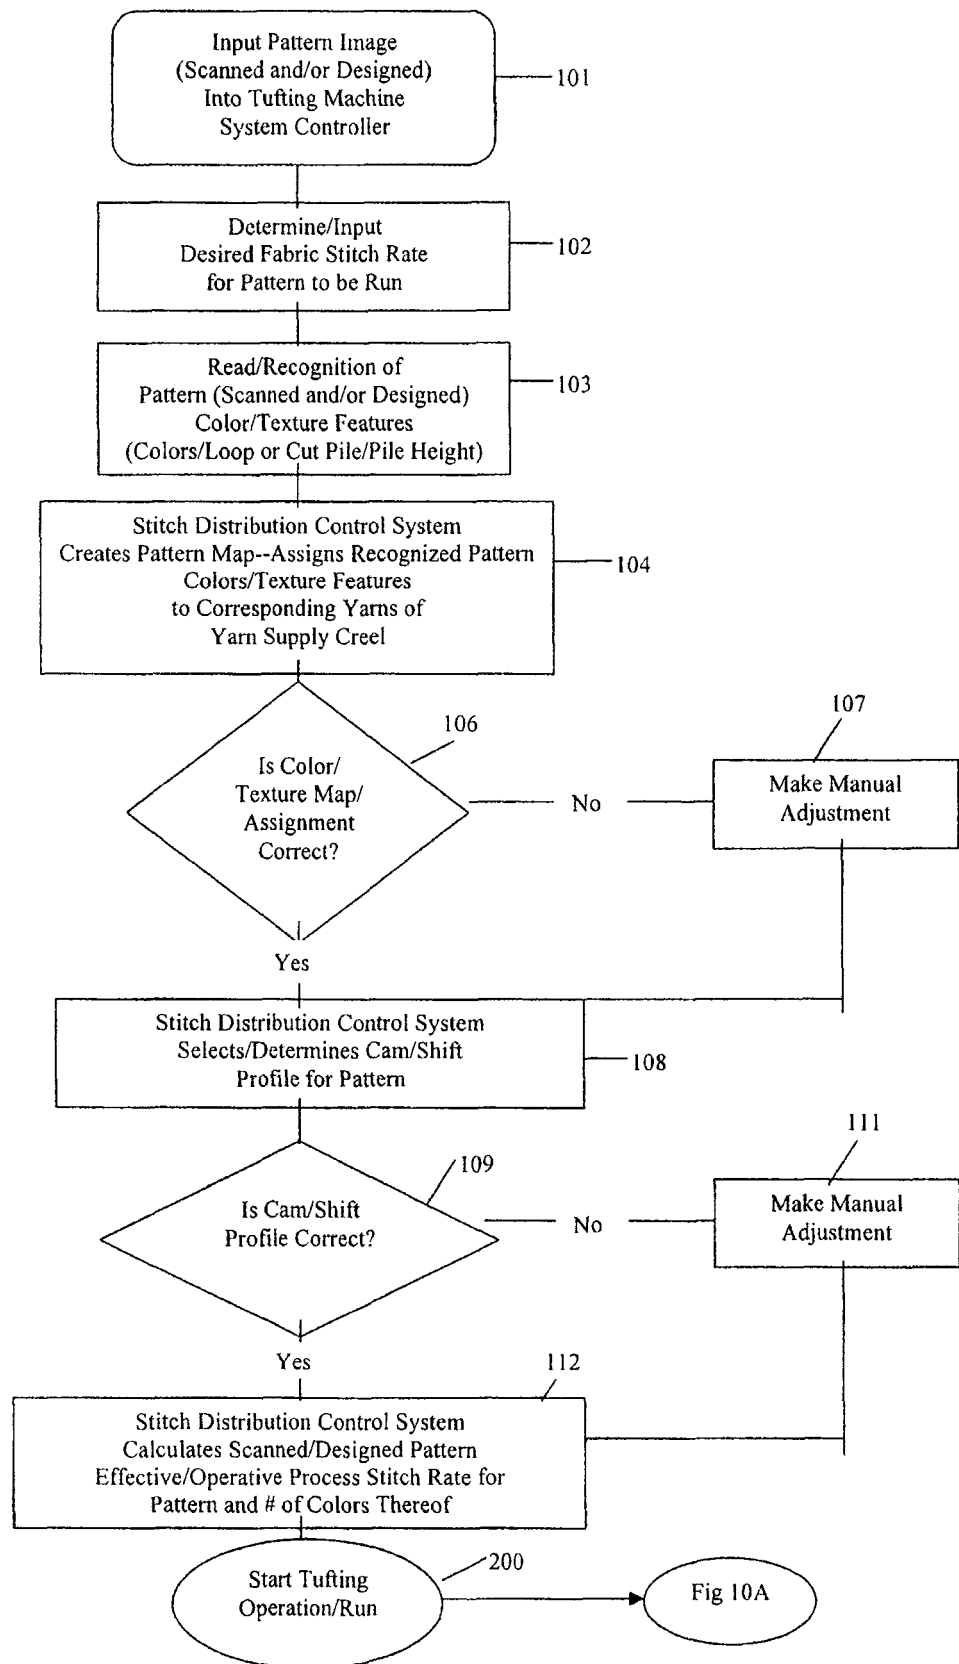 Input Pattern Image
(Scanned and/or Designed)
Into Tufting Machine
System Controller
101
Determine/Input
Desired Fabric Stitch Rate
for Pattern to be Run
102
Read/Recognition of
Pattern (Scanned and/or Designed)
Color/Texture Features
(Colors/Loop or Cut Pile/Pile Height)
103
Stitch Distribution Control System
Creates Pattern Map--Assigns Recognized Pattern
Colors/Texture Features
to Corresponding Yarns of
Yarn Supply Creel
104
106
Is Color/
Texture Map/
Assignment
Correct?
No
107
Make Manual
Adjustment
Yes
Stitch Distribution Control System
Selects/Determines Cam/Shift
Profile for Pattern
108
109
Is Cam/Shift
Profile Correct?
No
111
Make Manual
Adjustment
Yes
112
Stitch Distribution Control System
Calculates Scanned/Designed Pattern
Effective/Operative Process Stitch Rate for
Pattern and # of Colors Thereof
200
Start Tufting
Operation/Run
Fig 10A